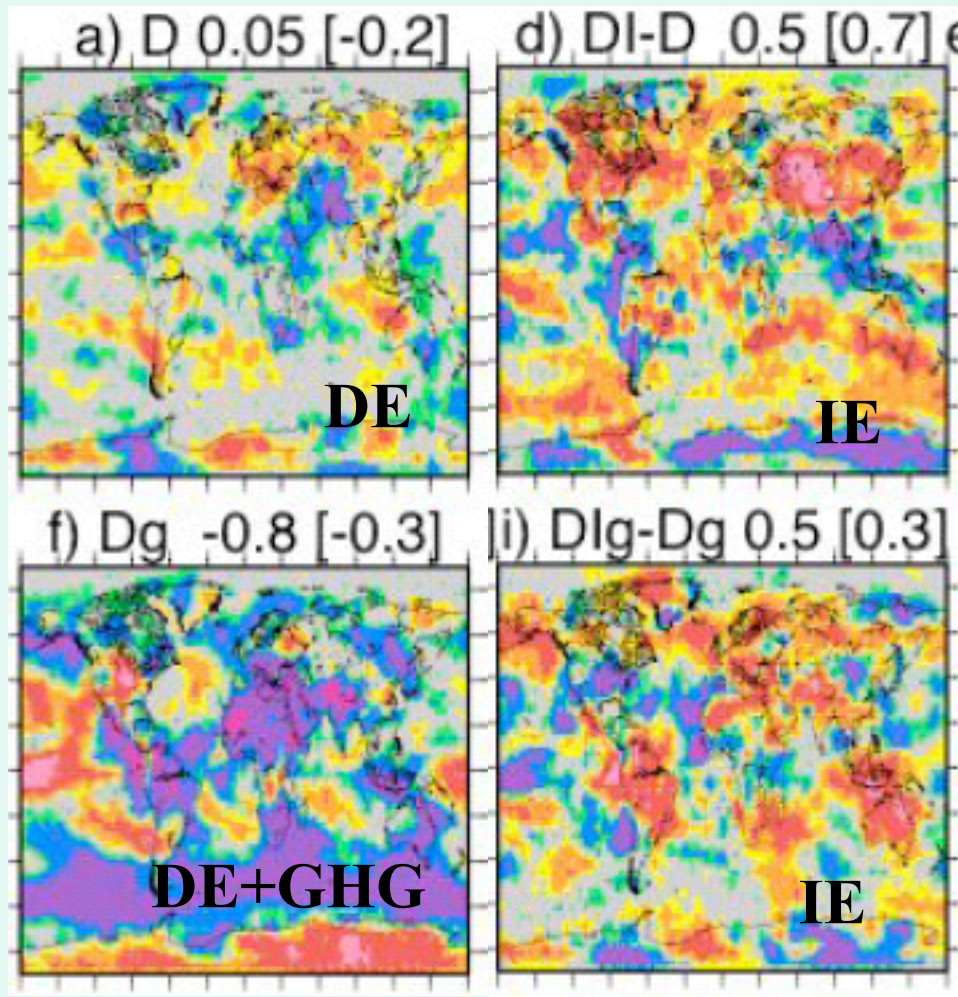 a) D 0.05 [-0.2]
d) DI-D 0.5 [0.7] e
DE
IE
f) Dg -0.8 [-0.3]
i) DIg-Dg 0.5 [0.3]
DE+GHG
IE